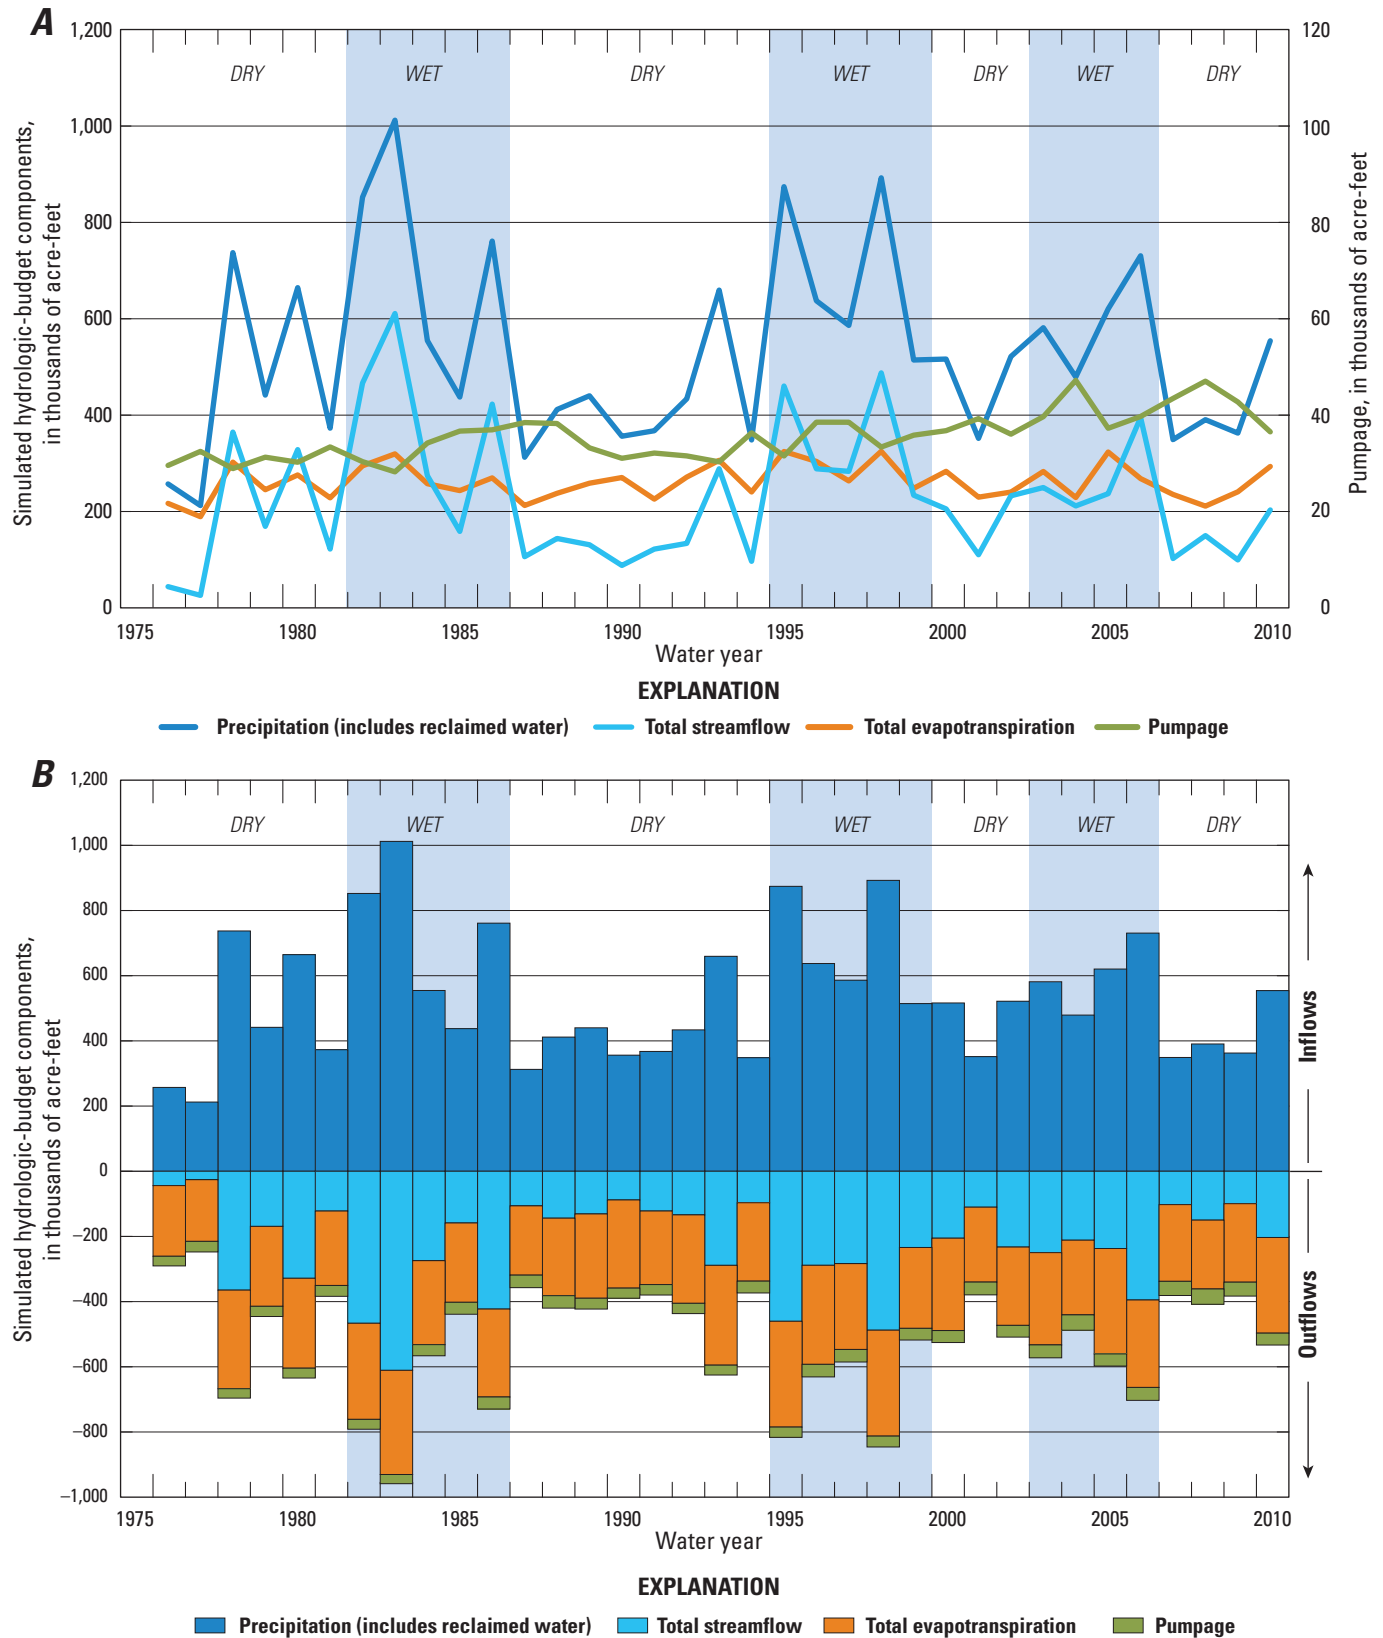 A
1,200
1,000
800
600
400
200
0
120
100
80
60
40
20
0
Simulated hydrologic-budget components,
in thousands of acre-feet
Pumpage, in thousands of acre-feet
DRY WET DRY WET DRY WET DRY
1975 1980 1985 1990 1995 2000 2005 2010
Water year
EXPLANATION
Precipitation (includes reclaimed water) Total streamflow Total evapotranspiration Pumpage
B
1,200
1,000
800
600
400
200
0
−200
−400
−600
−800
−1,000
Simulated hydrologic-budget components,
in thousands of acre-feet
DRY WET DRY WET DRY WET DRY
Inflows
Outflows
1975 1980 1985 1990 1995 2000 2005 2010
Water year
EXPLANATION
Precipitation (includes reclaimed water) Total streamflow Total evapotranspiration Pumpage